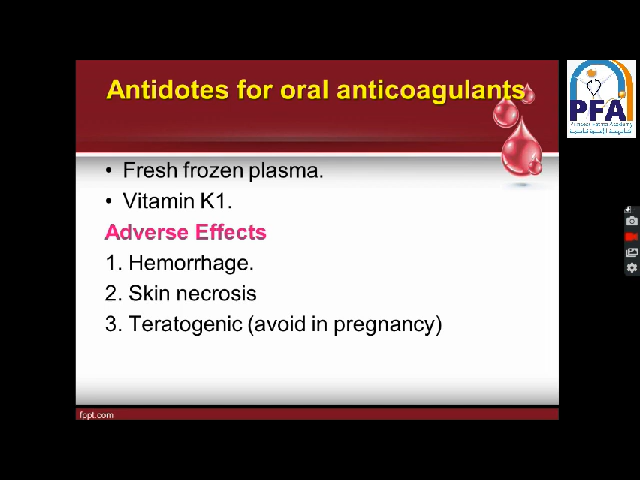 Antidotes for oral anticoagulants
• Fresh frozen plasma.
• Vitamin K1.
Adverse Effects
1. Hemorrhage.
2. Skin necrosis
3. Teratogenic (avoid in pregnancy)
fppt.com
PFA